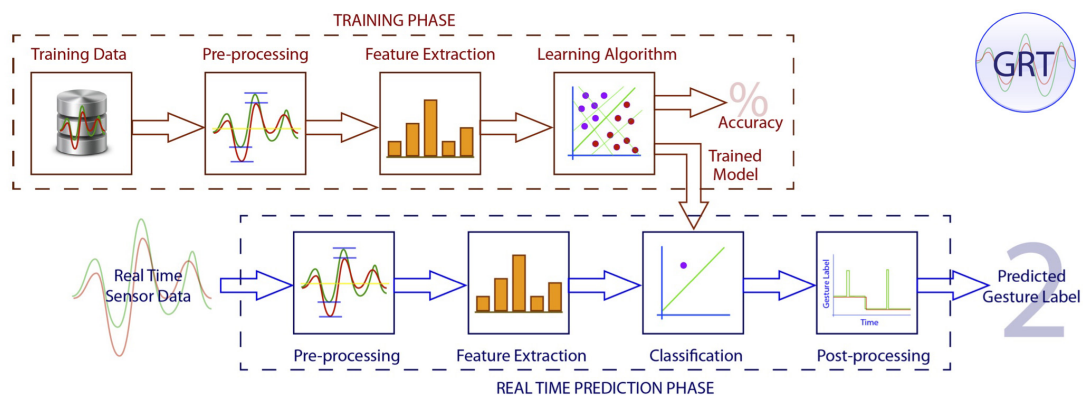 TRAINING PHASE
Training Data
Pre-processing
Feature Extraction
Learning Algorithm
GRT
%
Accuracy
Trained
Model
Real Time
Sensor Data
Gesture Label
Time
2
Predicted
Gesture Label
Pre-processing
Feature Extraction
Classification
Post-processing
REAL TIME PREDICTION PHASE